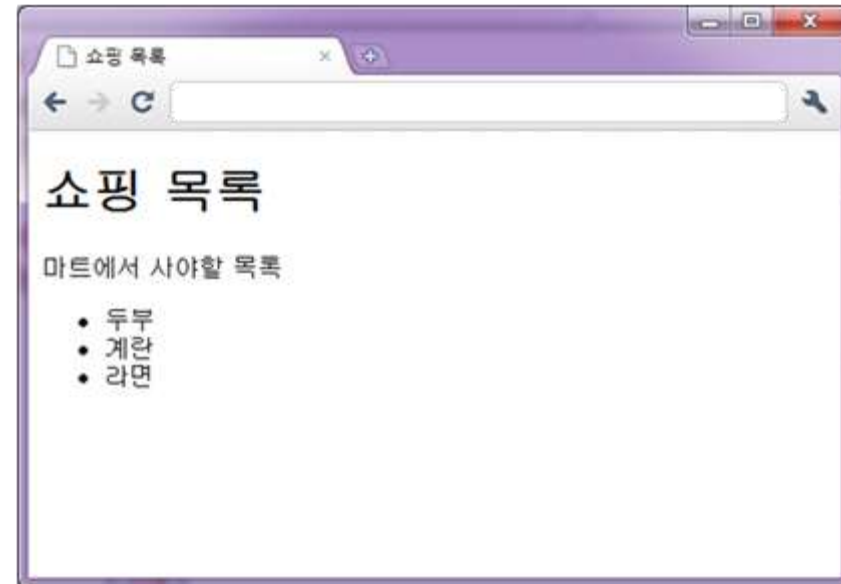 쇼핑 목록
쇼핑 목록
마트에서 사야할 목록
두부
계란
라면